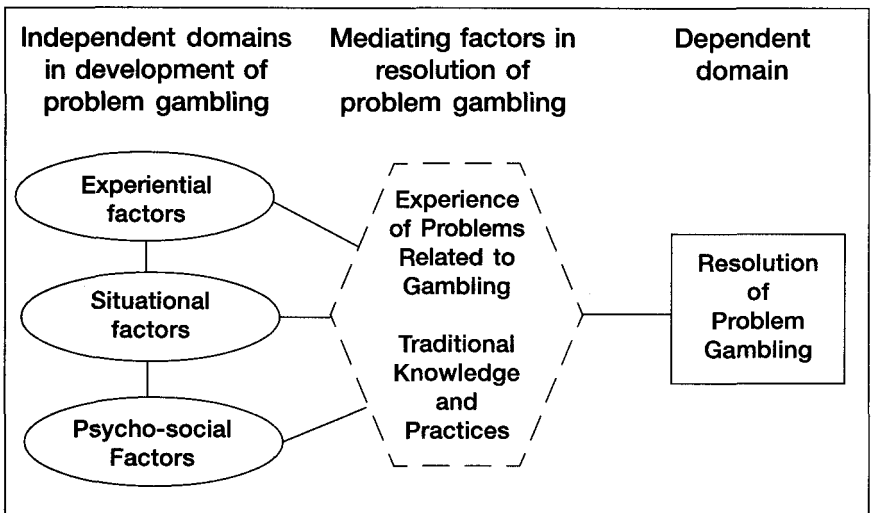 Independent domains
in development of
problem gambling
Mediating factors in
resolution of
problem gambling
Dependent
domain
Experiential
factors
Situational
factors
Psycho-social
Factors
Experience
of Problems
Related to
Gambling
Traditional
Knowledge
and
Practices
Resolution
of
Problem
Gambling